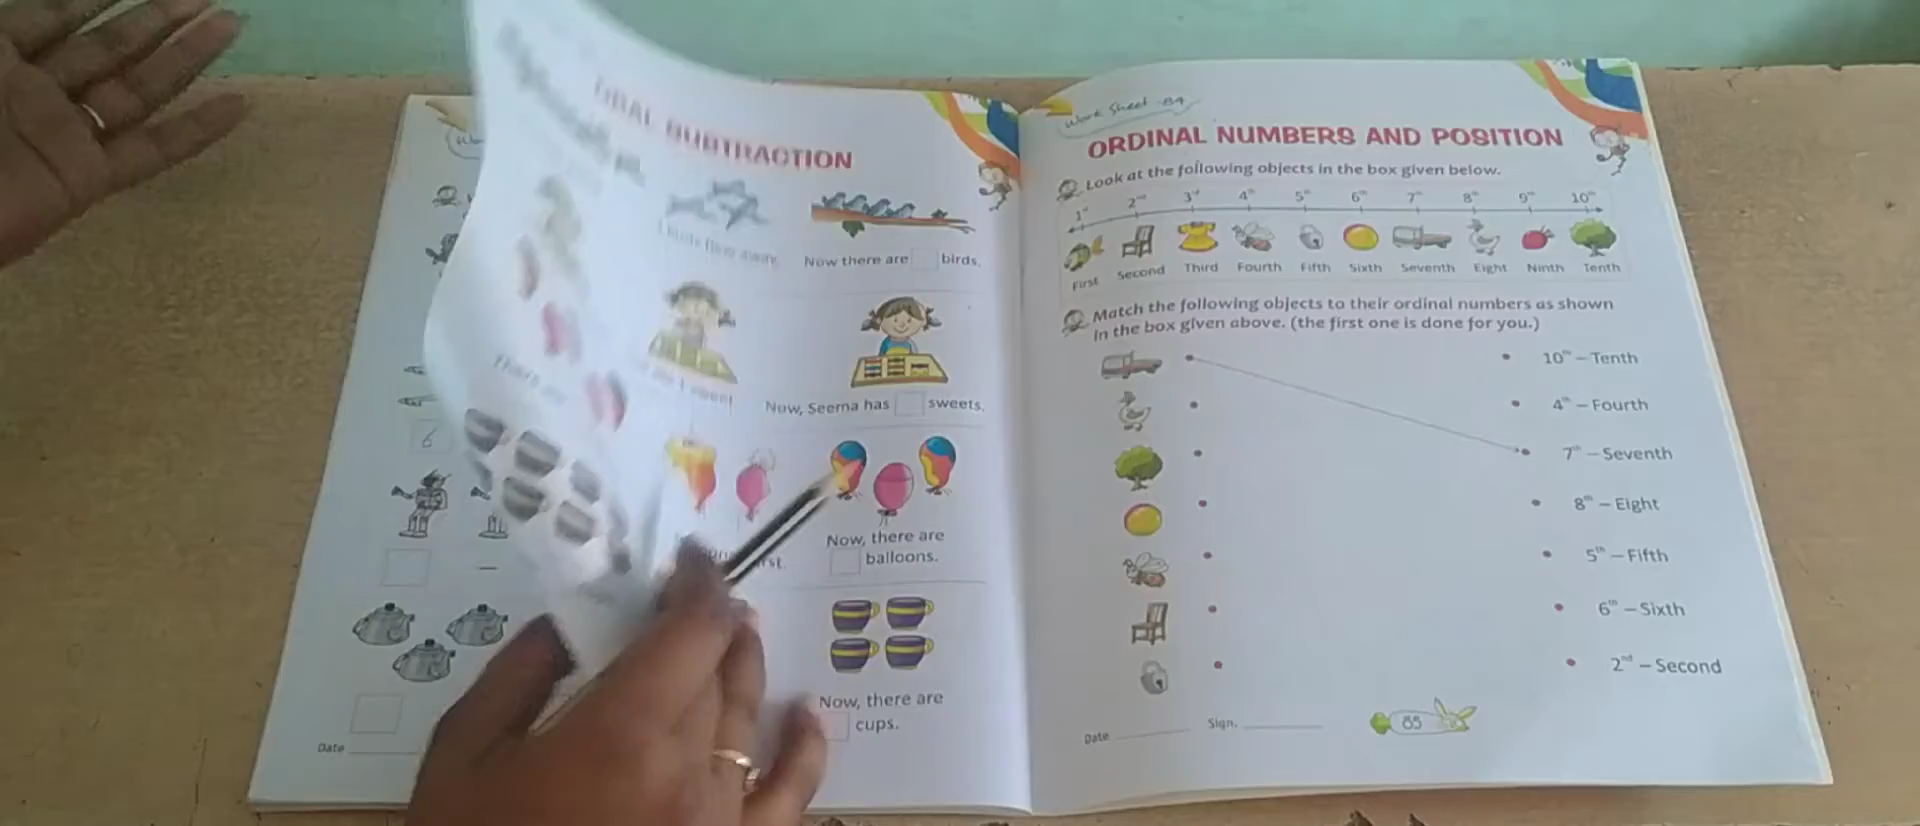 SUBTRACTION
Now there are birds.
Now, Seema has sweets.
Now, there are
balloons.
Now, there are
cups.
6
Date
Work Sheet -84
ORDINAL NUMBERS AND POSITION
Look at the following objects in the box given below.
1st 2nd 3rd 4th 5th 6th 7th 8th 9th 10th
First Second Third Fourth Fifth Sixth Seventh Eight Ninth Tenth
Match the following objects to their ordinal numbers as shown
in the box given above. (the first one is done for you.)
10th – Tenth
4th – Fourth
7th – Seventh
8th – Eight
5th – Fifth
6th – Sixth
2nd – Second
Date Sign. 85